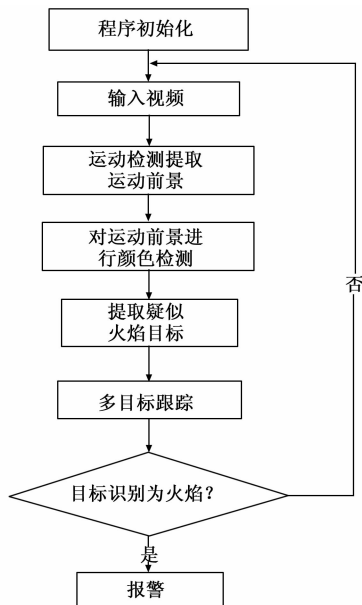 程序初始化
输入视频
运动检测提取
运动前景
对运动前景进
行颜色检测
提取疑似
火焰目标
多目标跟踪
目标识别为火焰？
否
是
报警